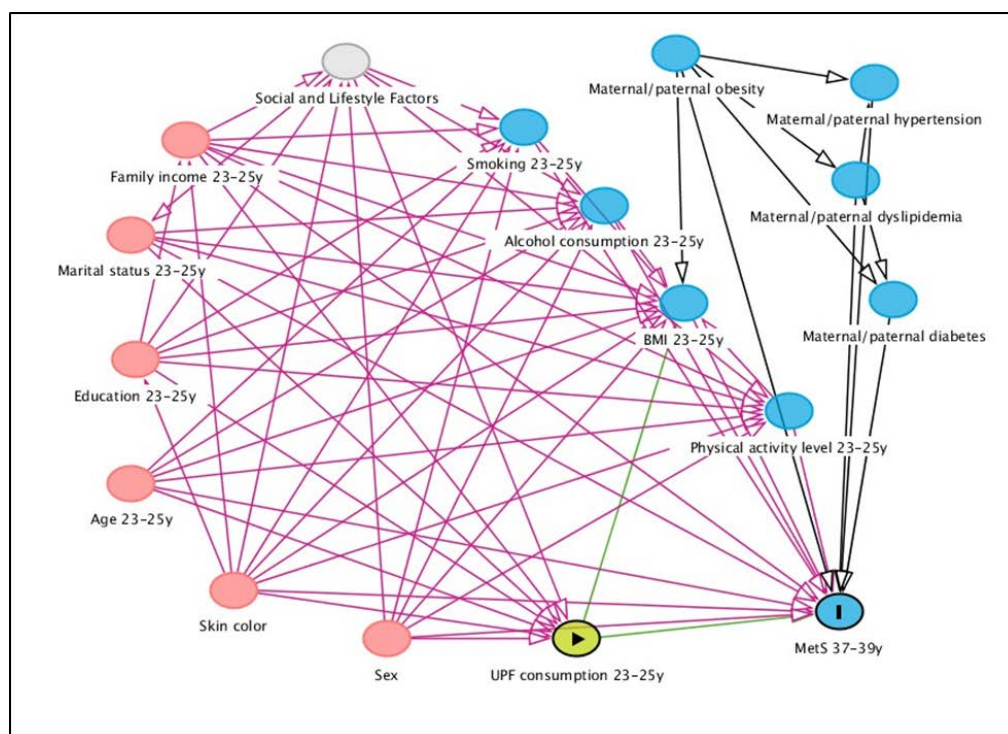 Social and Lifestyle Factors
Maternal/paternal obesity
Maternal/paternal hypertension
Smoking 23-25y
Family income 23-25y
Maternal/paternal dyslipidemia
Alcohol consumption 23-25y
Marital status 23-25y
BMI 23-25y
Maternal/paternal diabetes
Education 23-25y
Physical activity level 23-25y
Age 23-25y
Skin color
MetS 37-39y
Sex
UPF consumption 23-25y